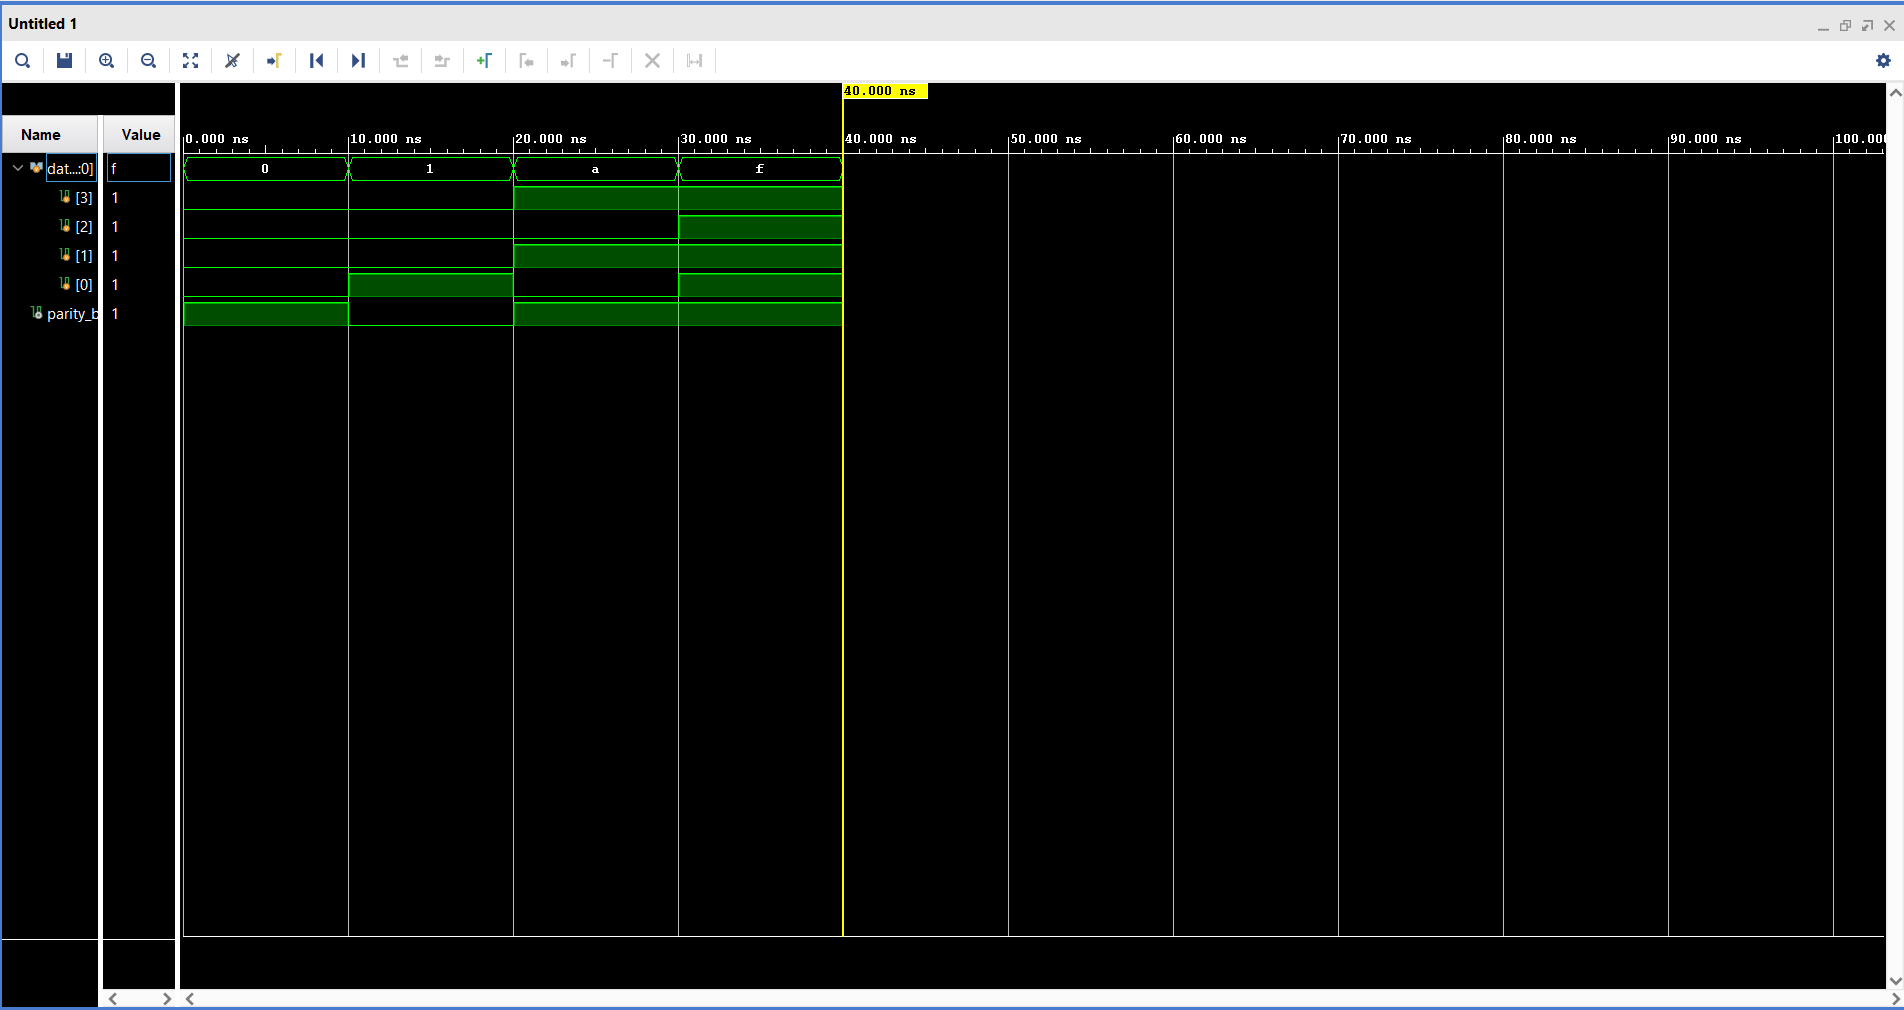 Untitled 1
40.000 ns
Name Value
0.000 ns 10.000 ns 20.000 ns 30.000 ns 40.000 ns 50.000 ns 60.000 ns 70.000 ns 80.000 ns 90.000 ns 100.000
dat...:0] f 0 1 a f
[3] 1
[2] 1
[1] 1
[0] 1
parity_b 1